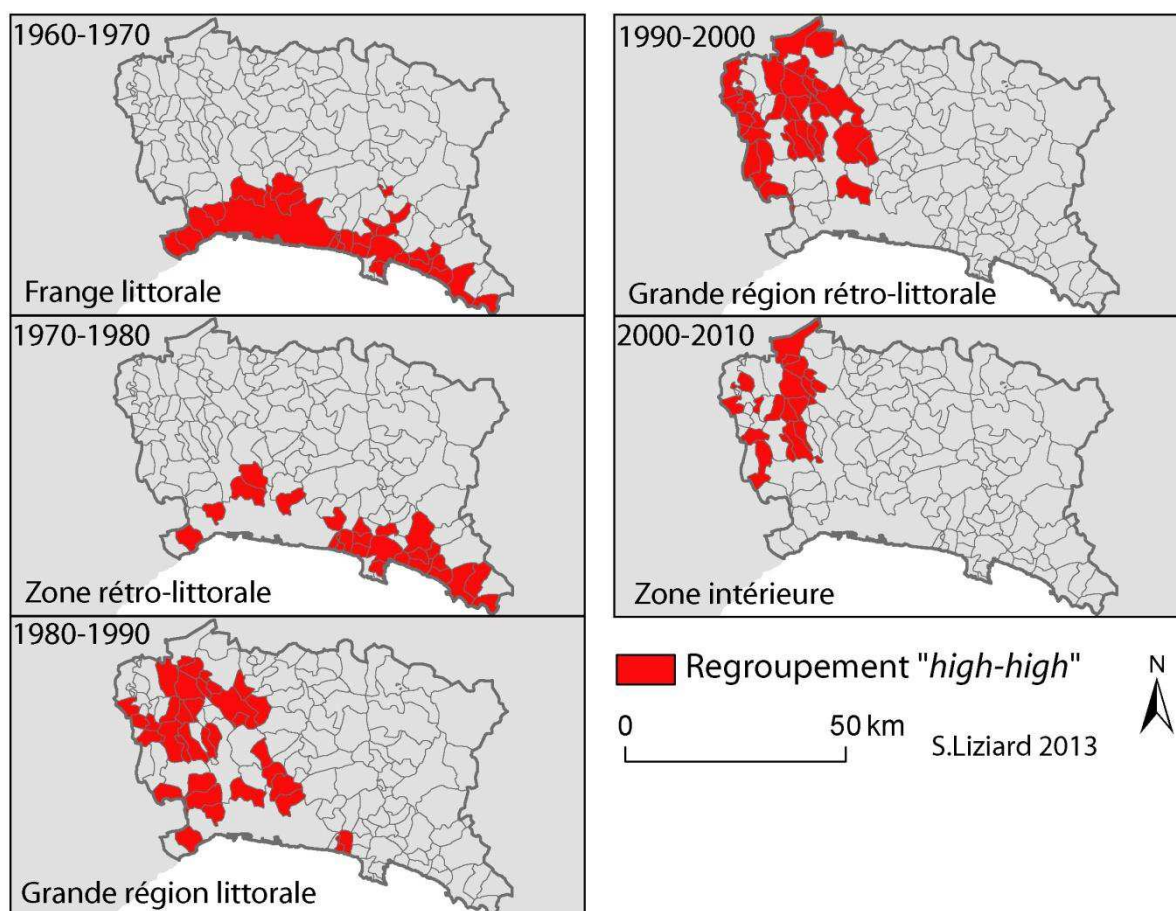 1960-1970
Frange littorale
1970-1980
Zone rétro-littorale
1980-1990
Grande région littorale
1990-2000
Grande région rétro-littorale
2000-2010
Zone intérieure
Regroupement "high-high"
0 50 km
N
S.Liziard 2013